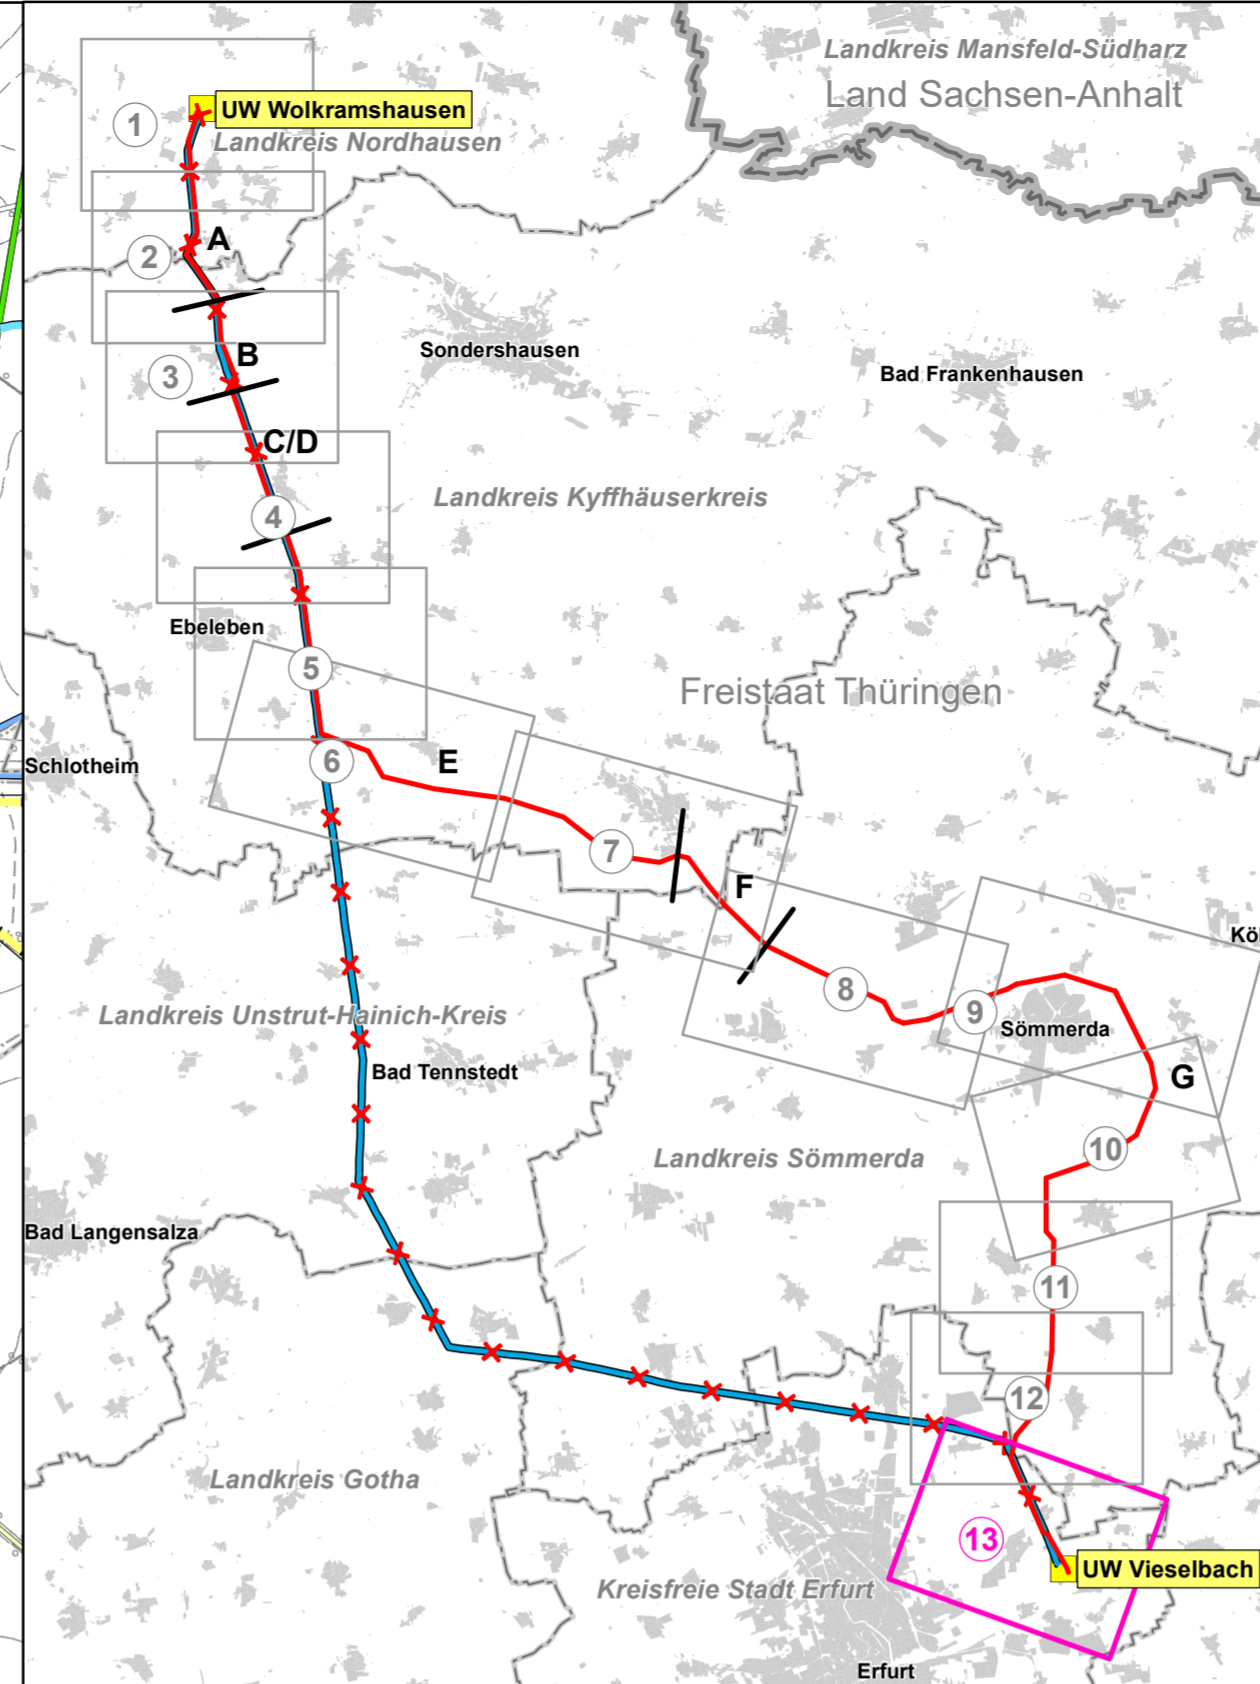 Landkreis Mansfeld-Südharz
Land Sachsen-Anhalt
UW Wolkramshausen
1
Landkreis Nordhausen
A
2
B
Sondershausen
3
Bad Frankenhausen
C/D
Landkreis Kyffhäuserkreis
4
Ebeleben
5
Freistaat Thüringen
Schlotheim
6
E
7
F
Kö
8
9
Landkreis Unstrut-Hainich-Kreis
Sömmerda
Bad Tennstedt
G
10
Landkreis Sömmerda
Bad Langensalza
11
12
Landkreis Gotha
13
UW Vieselbach
Kreisfreie Stadt Erfurt
Erfurt